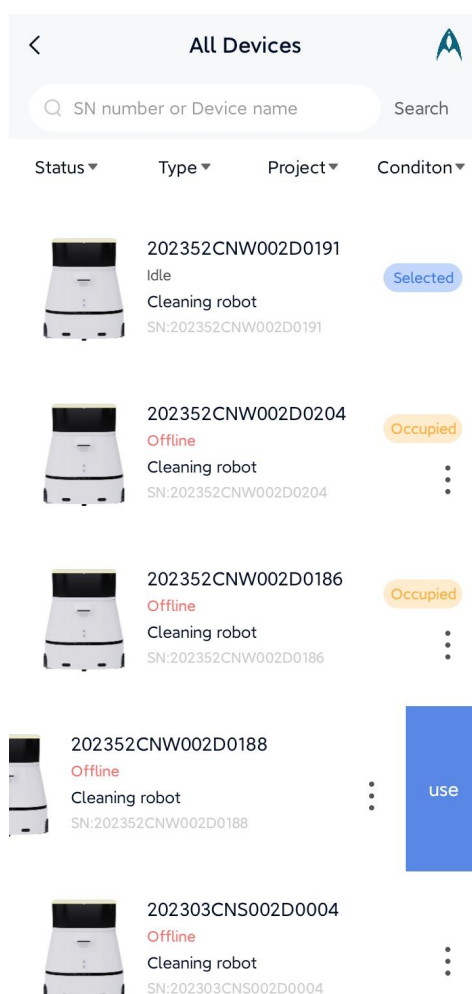 All Devices
SN number or Device name
Search
Status
Type
Project
Conditon
202352CNW002D0191
Idle
Selected
Cleaning robot
SN:202352CNW002D0191
202352CNW002D0204
Occupied
Offline
Cleaning robot
SN:202352CNW002D0204
202352CNW002D0186
Occupied
Offline
Cleaning robot
SN:202352CNW002D0186
202352CNW002D0188
Offline
use
Cleaning robot
SN:202352CNW002D0188
202303CNS002D0004
Offline
Cleaning robot
SN:202303CNS002D0004